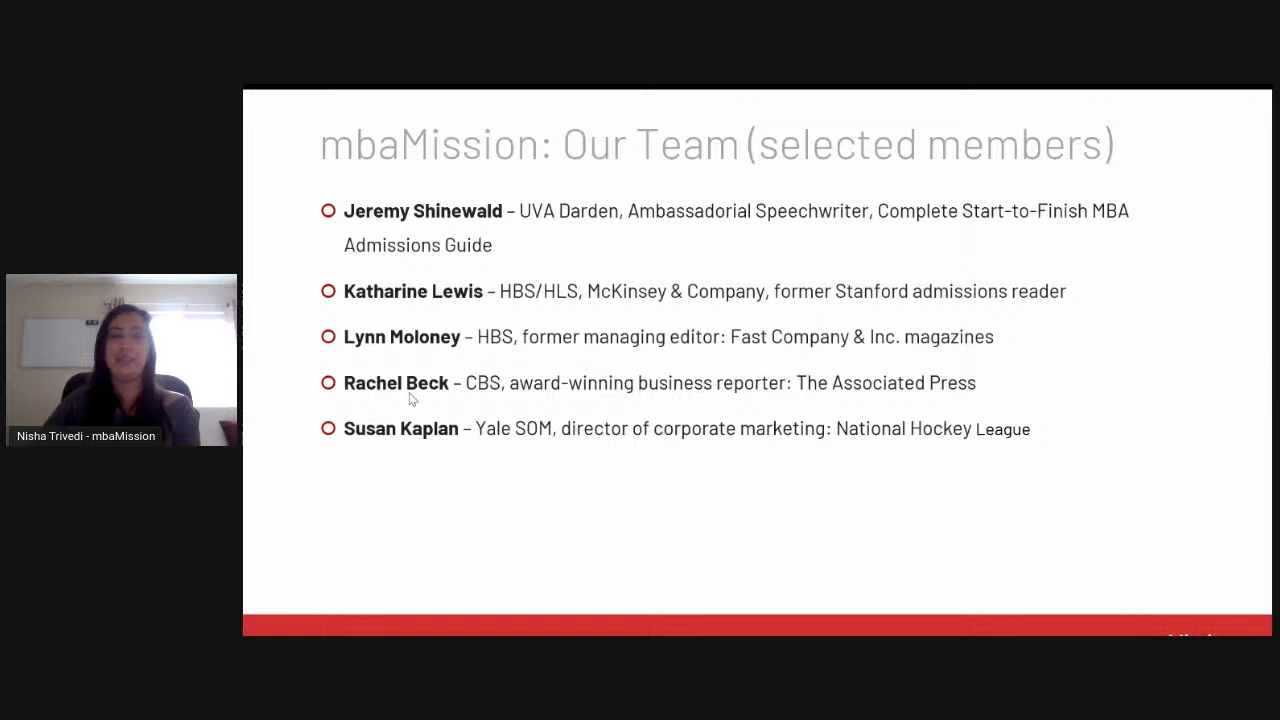 mbaMission: Our Team (selected members)
Jeremy Shinewald – UVA Darden, Ambassadorial Speechwriter, Complete Start-to-Finish MBA
Admissions Guide
Katharine Lewis – HBS/HLS, McKinsey & Company, former Stanford admissions reader
Lynn Moloney – HBS, former managing editor: Fast Company & Inc. magazines
Rachel Beck – CBS, award-winning business reporter: The Associated Press
Susan Kaplan – Yale SOM, director of corporate marketing: National Hockey League
Nisha Trivedi - mbaMission